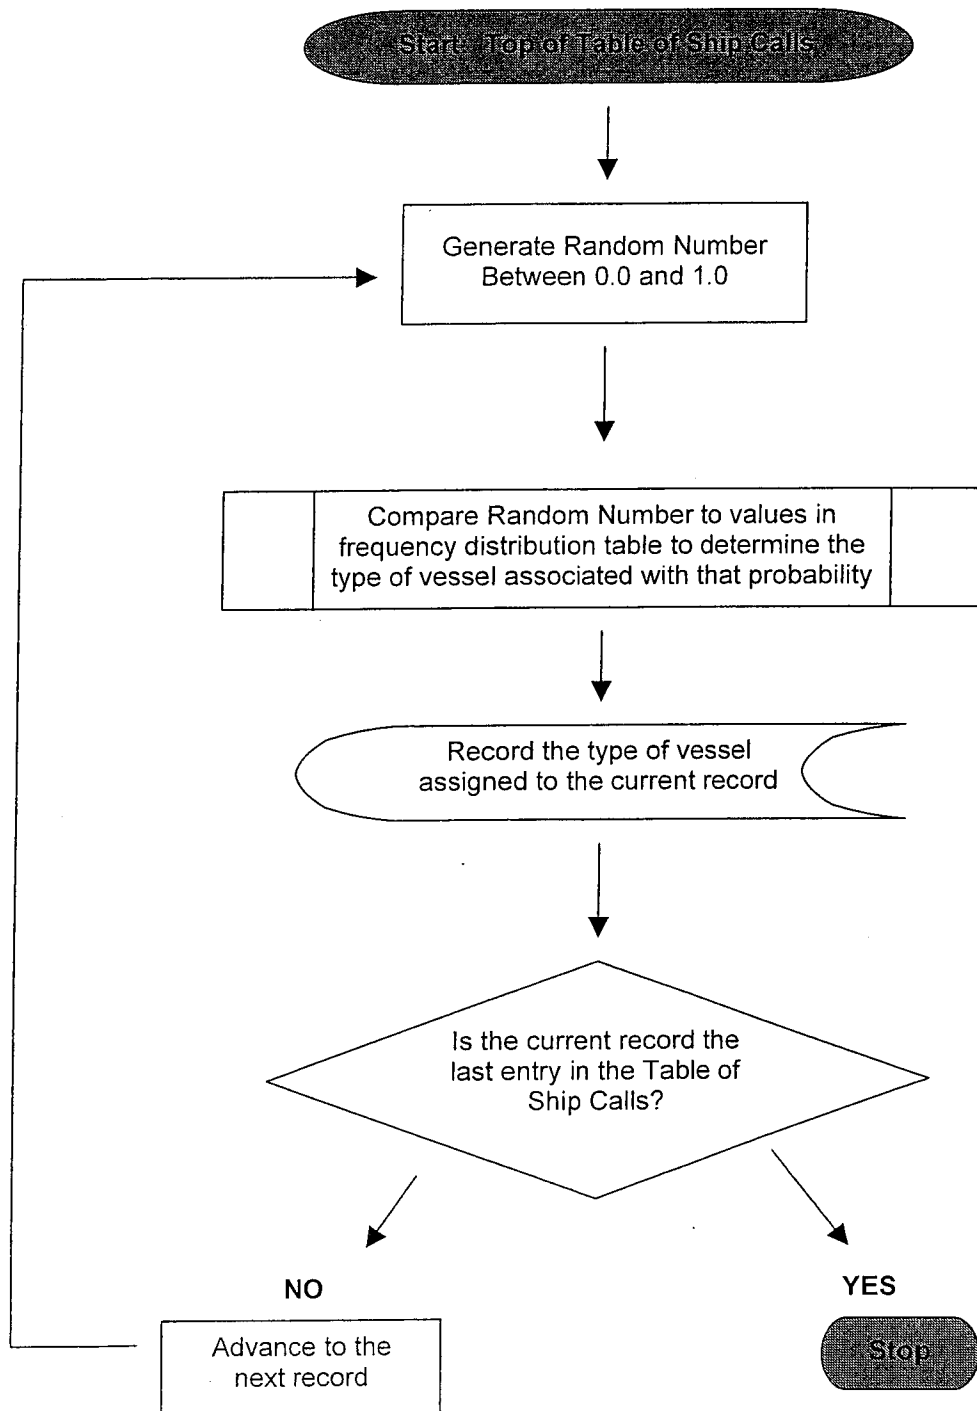 Start: Top of Table of Ship Calls
Generate Random Number
Between 0.0 and 1.0
Compare Random Number to values in
frequency distribution table to determine the
type of vessel associated with that probability
Record the type of vessel
assigned to the current record
Is the current record the
last entry in the Table of
Ship Calls?
NO
YES
Advance to the
next record
Stop